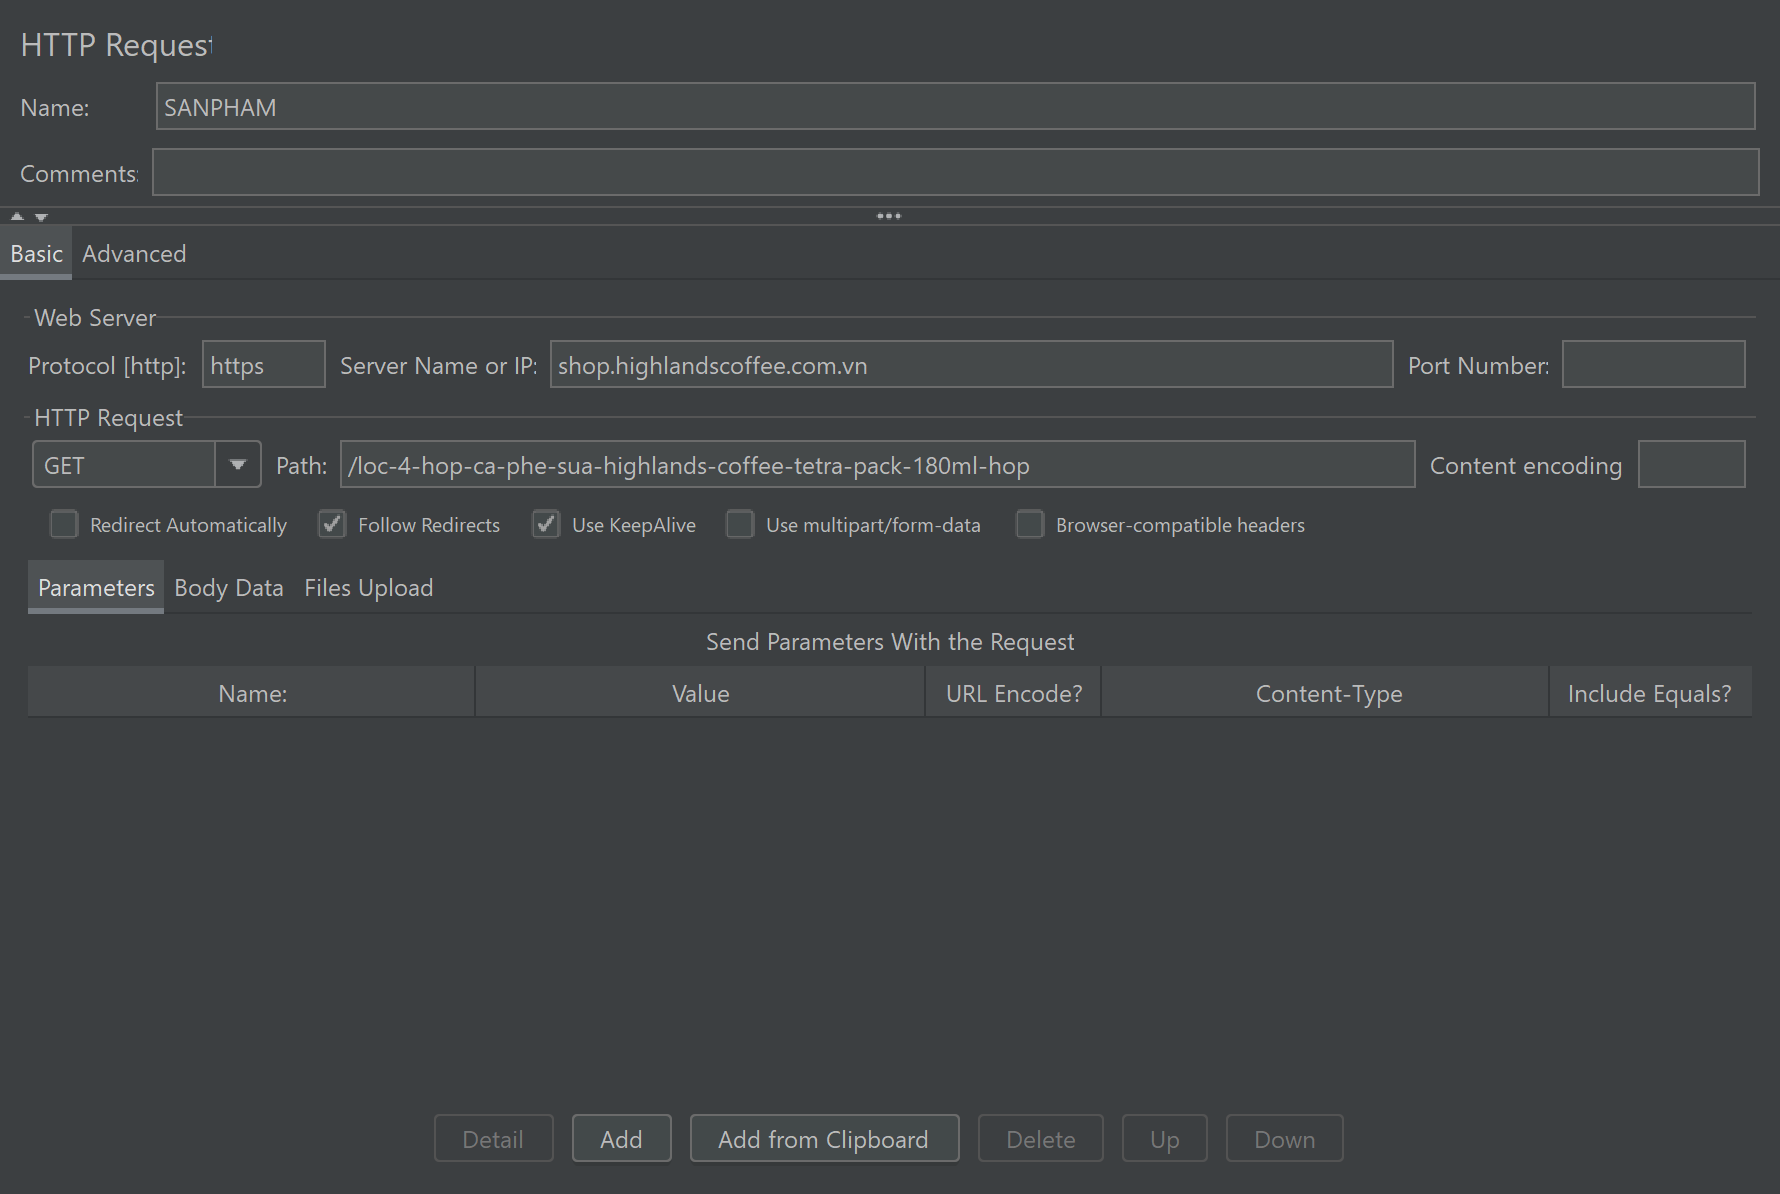 HTTP Request
Name: SANPHAM
Comments:
Basic Advanced
Web Server
Protocol [http]: https Server Name or IP: shop.highlandscoffee.com.vn Port Number:
HTTP Request
GET Path: /loc-4-hop-ca-phe-sua-highlands-coffee-tetra-pack-180ml-hop Content encoding
Redirect Automatically Follow Redirects Use KeepAlive Use multipart/form-data Browser-compatible headers
Parameters Body Data Files Upload
Send Parameters With the Request
Name: Value URL Encode? Content-Type Include Equals?
Detail Add Add from Clipboard Delete Up Down